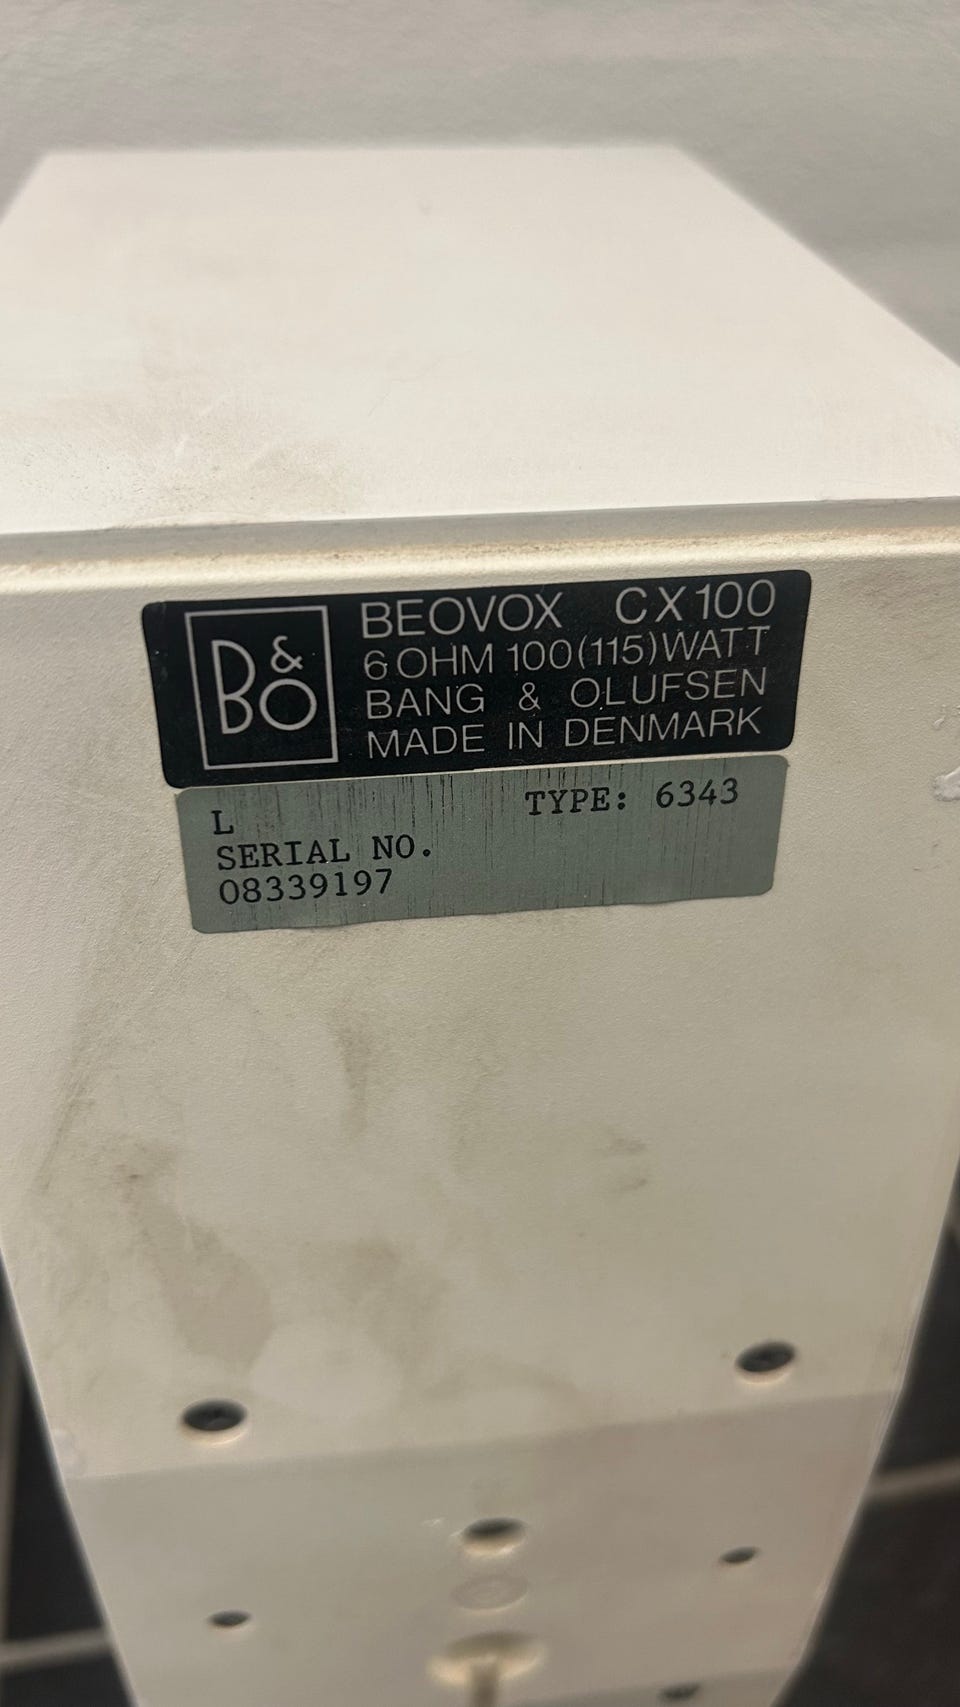 B&O
BEOVOX CX100
6 OHM 100(115)WATT
BANG & OLUFSEN
MADE IN DENMARK
L TYPE: 6343
SERIAL NO.
08339197